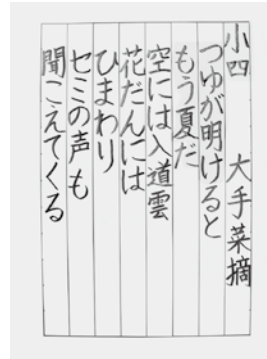 小四　大手菜摘
つゆが明けると
もう夏だ
空には入道雲
花だんには
ひまわり
セミの声も
聞こえてくる